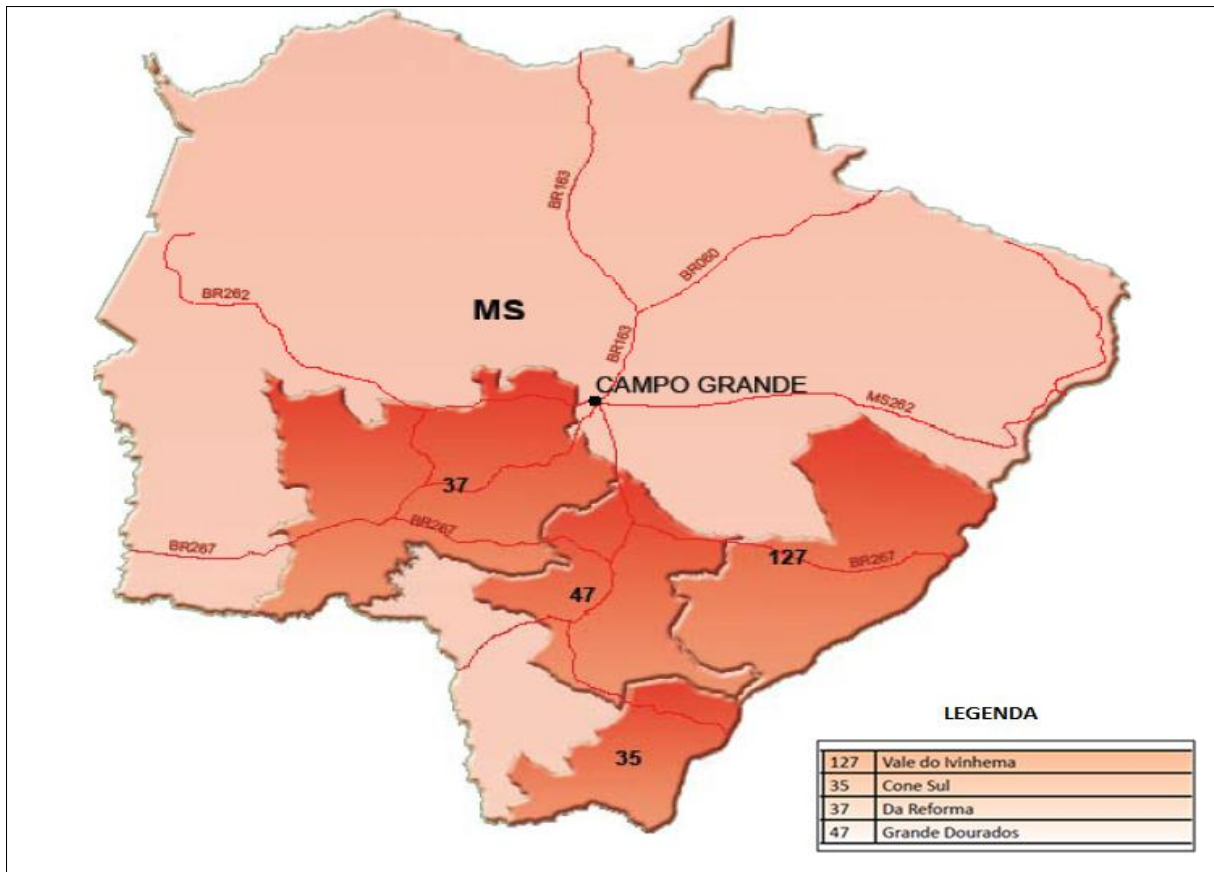 BR163
BR060
BR262
MS
BR163
CAMPO GRANDE
MS262
37
BR267
BR267
127
BR267
47
35
LEGENDA
127 Vale do Ivinhema
35 Cone Sul
37 Da Reforma
47 Grande Dourados